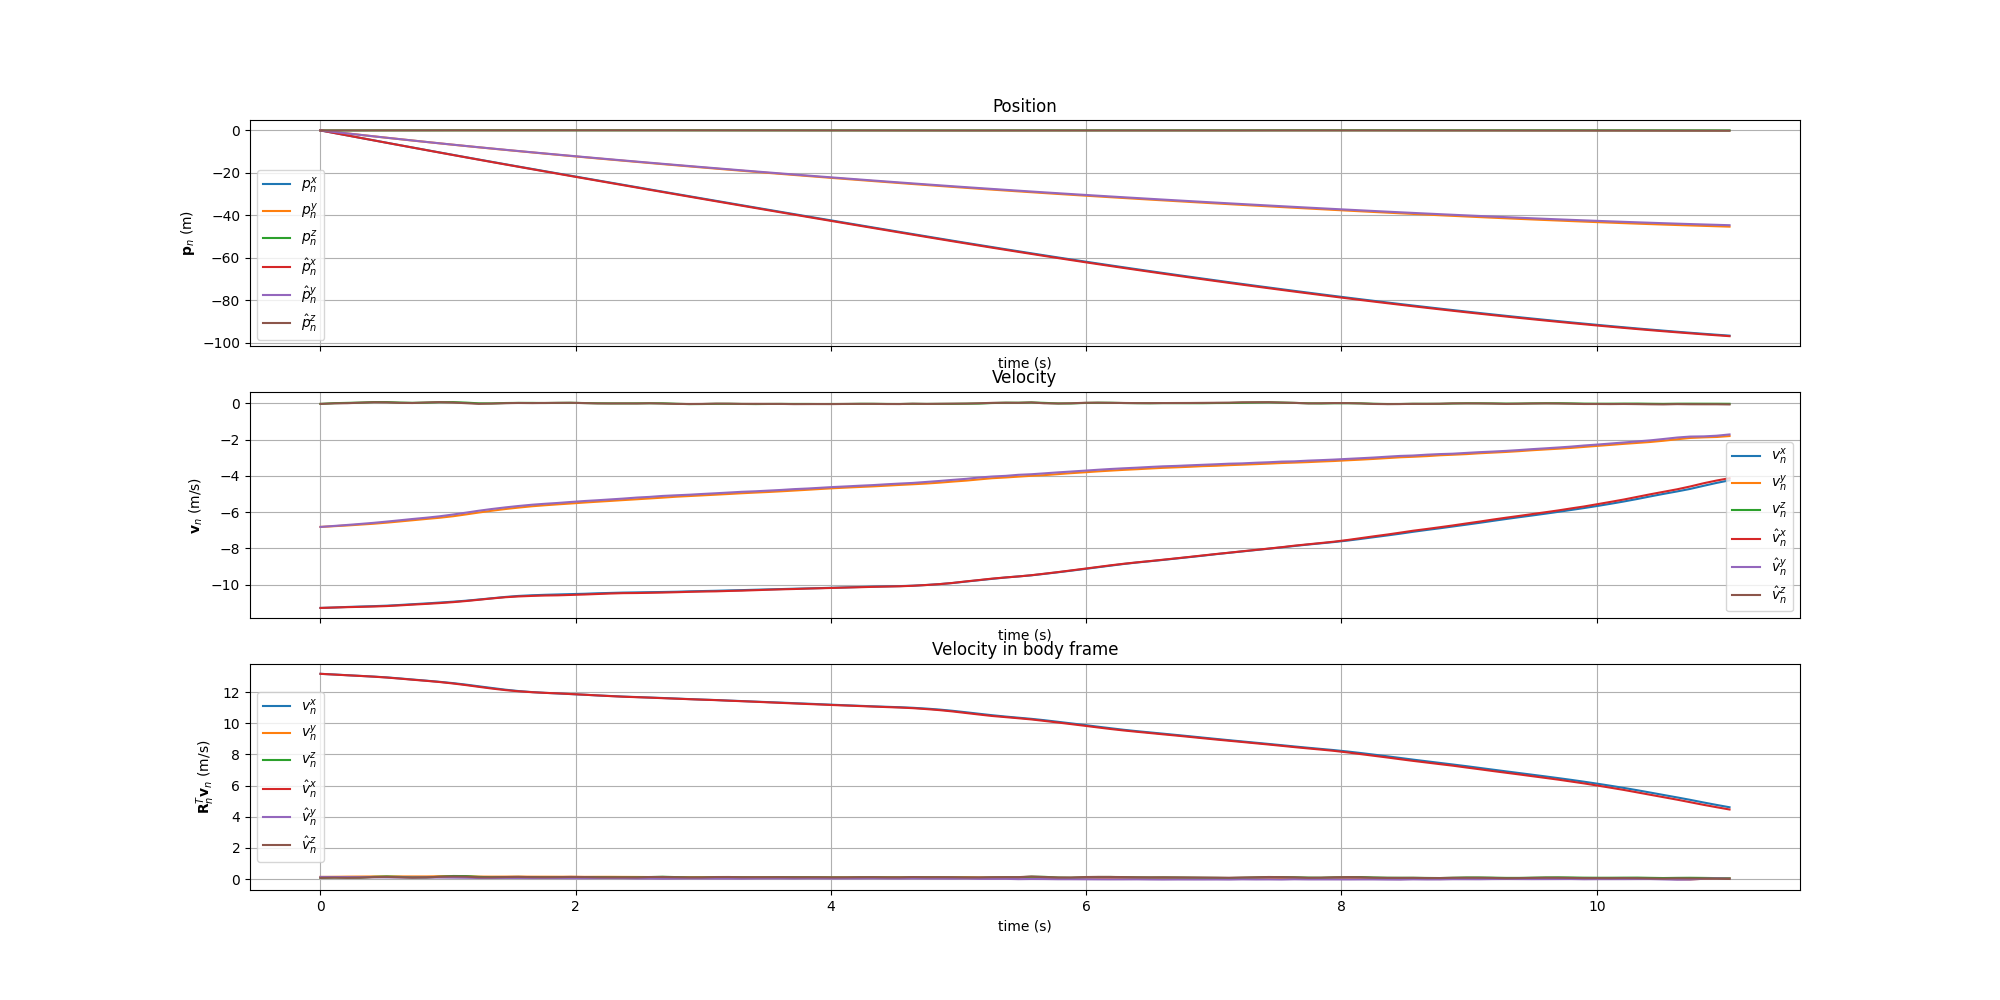 Position
0
−20
−40
−60
−80
−100
p_n (m)
p_n^x
p_n^y
p_n^z
p̂_n^x
p̂_n^y
p̂_n^z
time (s)
Velocity
0
−2
−4
−6
−8
−10
v_n (m/s)
v_n^x
v_n^y
v_n^z
v̂_n^x
v̂_n^y
v̂_n^z
time (s)
Velocity in body frame
12
10
8
6
4
2
0
R_n^T v_n (m/s)
v_n^x
v_n^y
v_n^z
v̂_n^x
v̂_n^y
v̂_n^z
0 2 4 6 8 10
time (s)